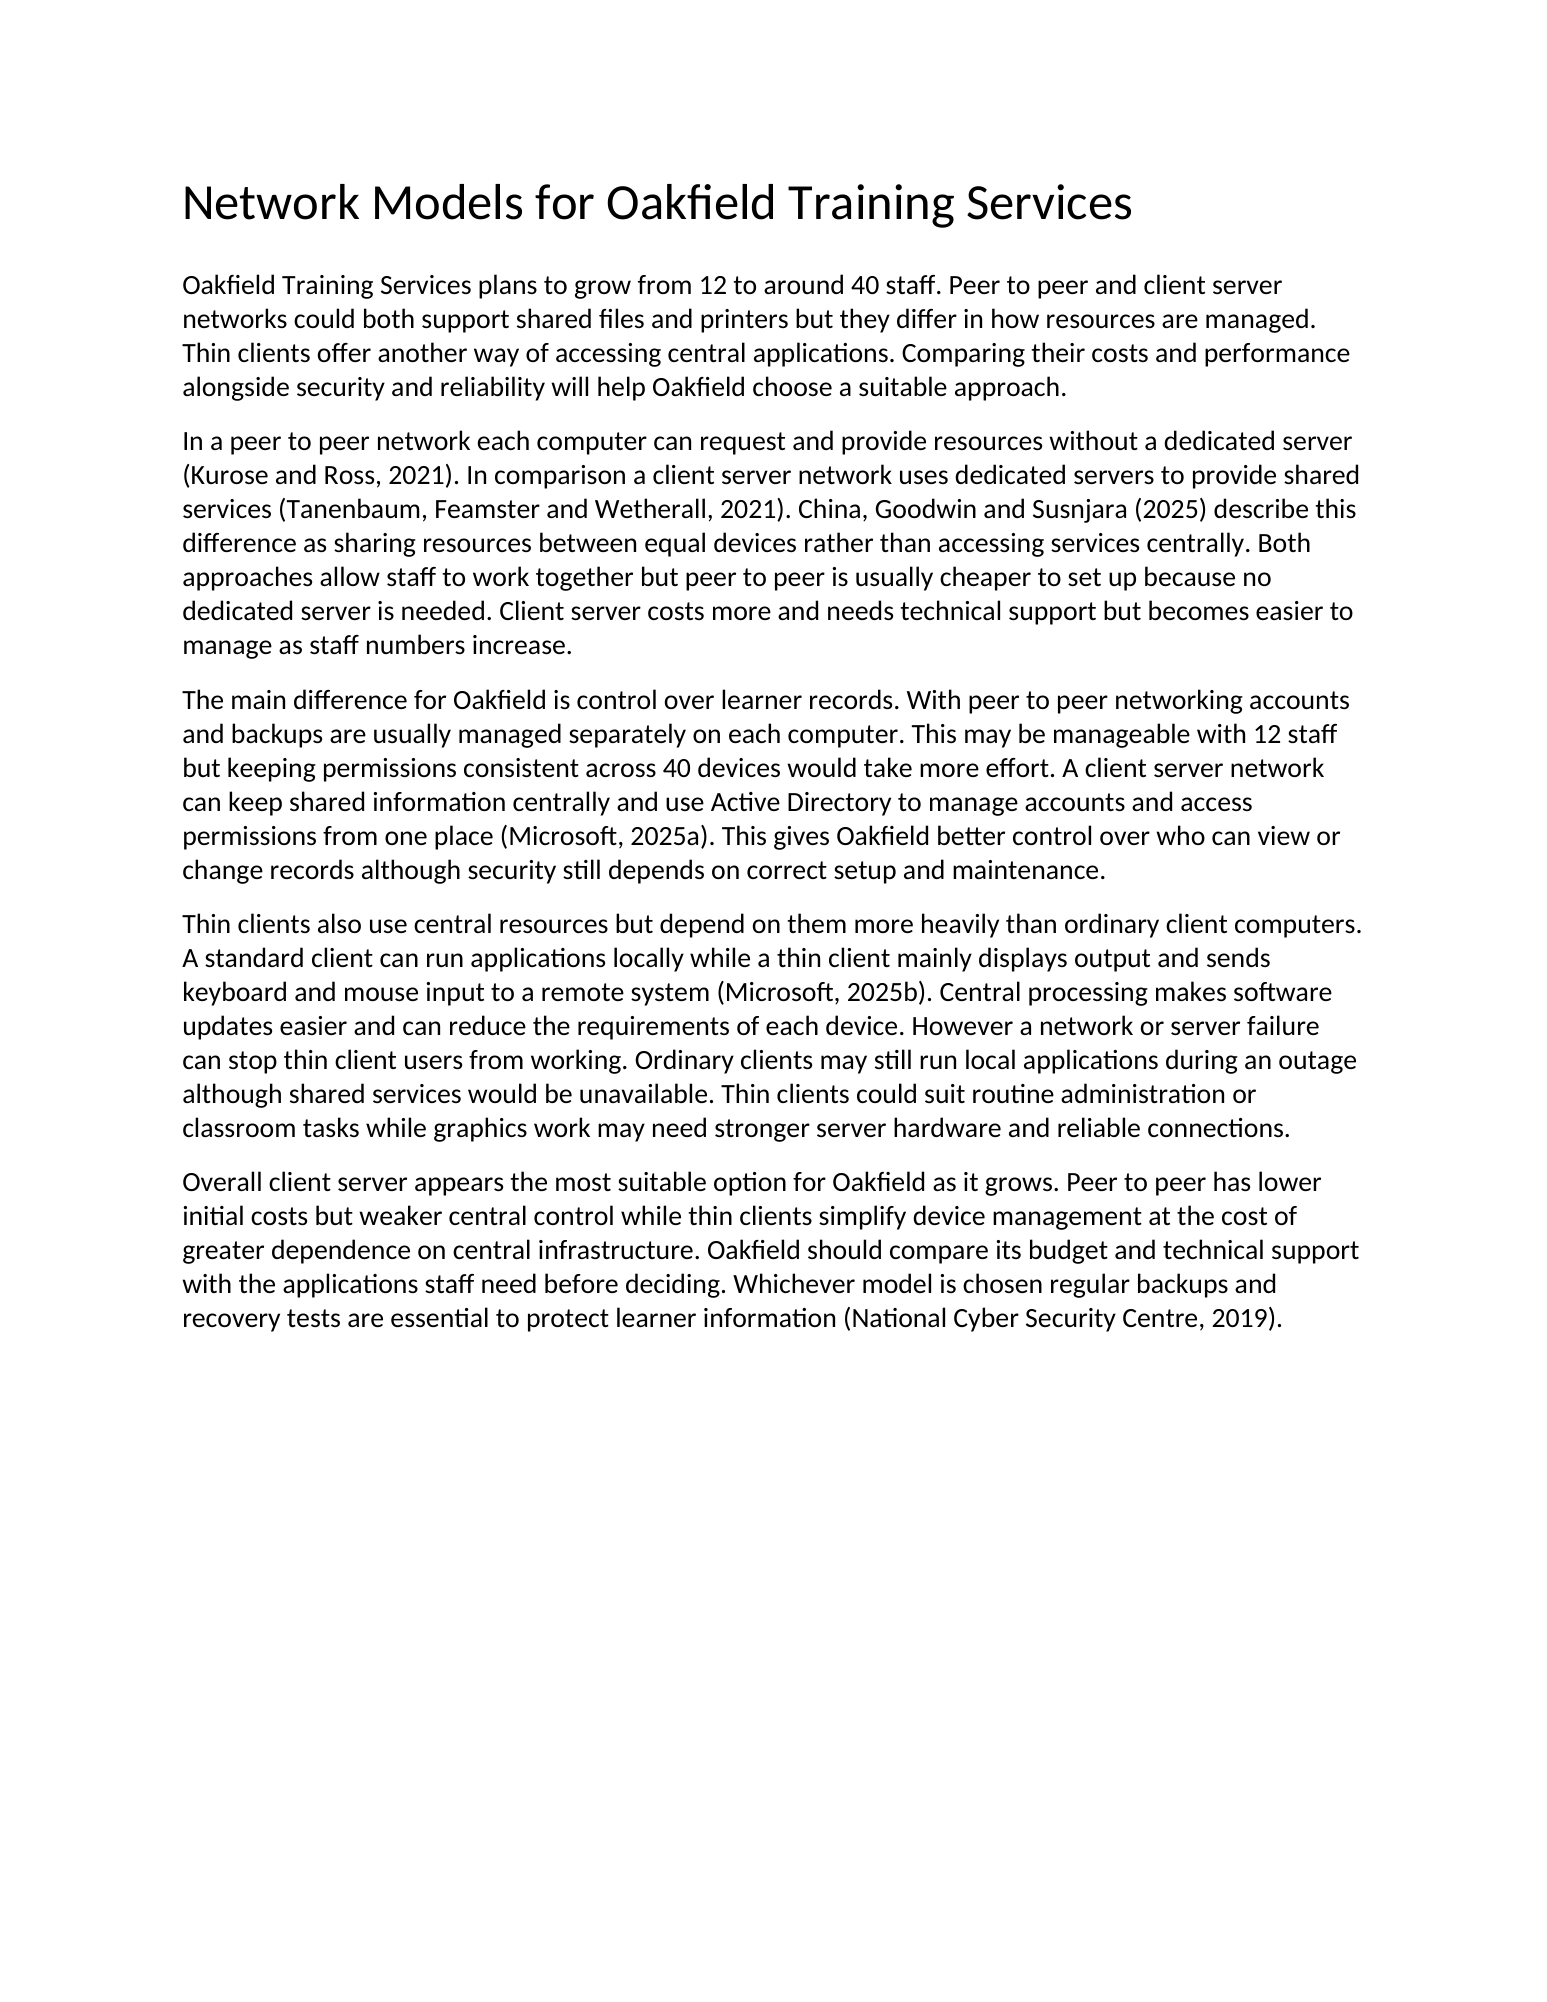 Network Models for Oakfield Training Services
Oakfield Training Services plans to grow from 12 to around 40 staff. Peer to peer and client server
networks could both support shared files and printers but they differ in how resources are managed.
Thin clients offer another way of accessing central applications. Comparing their costs and performance
alongside security and reliability will help Oakfield choose a suitable approach.
In a peer to peer network each computer can request and provide resources without a dedicated server
(Kurose and Ross, 2021). In comparison a client server network uses dedicated servers to provide shared
services (Tanenbaum, Feamster and Wetherall, 2021). China, Goodwin and Susnjara (2025) describe this
difference as sharing resources between equal devices rather than accessing services centrally. Both
approaches allow staff to work together but peer to peer is usually cheaper to set up because no
dedicated server is needed. Client server costs more and needs technical support but becomes easier to
manage as staff numbers increase.
The main difference for Oakfield is control over learner records. With peer to peer networking accounts
and backups are usually managed separately on each computer. This may be manageable with 12 staff
but keeping permissions consistent across 40 devices would take more effort. A client server network
can keep shared information centrally and use Active Directory to manage accounts and access
permissions from one place (Microsoft, 2025a). This gives Oakfield better control over who can view or
change records although security still depends on correct setup and maintenance.
Thin clients also use central resources but depend on them more heavily than ordinary client computers.
A standard client can run applications locally while a thin client mainly displays output and sends
keyboard and mouse input to a remote system (Microsoft, 2025b). Central processing makes software
updates easier and can reduce the requirements of each device. However a network or server failure
can stop thin client users from working. Ordinary clients may still run local applications during an outage
although shared services would be unavailable. Thin clients could suit routine administration or
classroom tasks while graphics work may need stronger server hardware and reliable connections.
Overall client server appears the most suitable option for Oakfield as it grows. Peer to peer has lower
initial costs but weaker central control while thin clients simplify device management at the cost of
greater dependence on central infrastructure. Oakfield should compare its budget and technical support
with the applications staff need before deciding. Whichever model is chosen regular backups and
recovery tests are essential to protect learner information (National Cyber Security Centre, 2019).